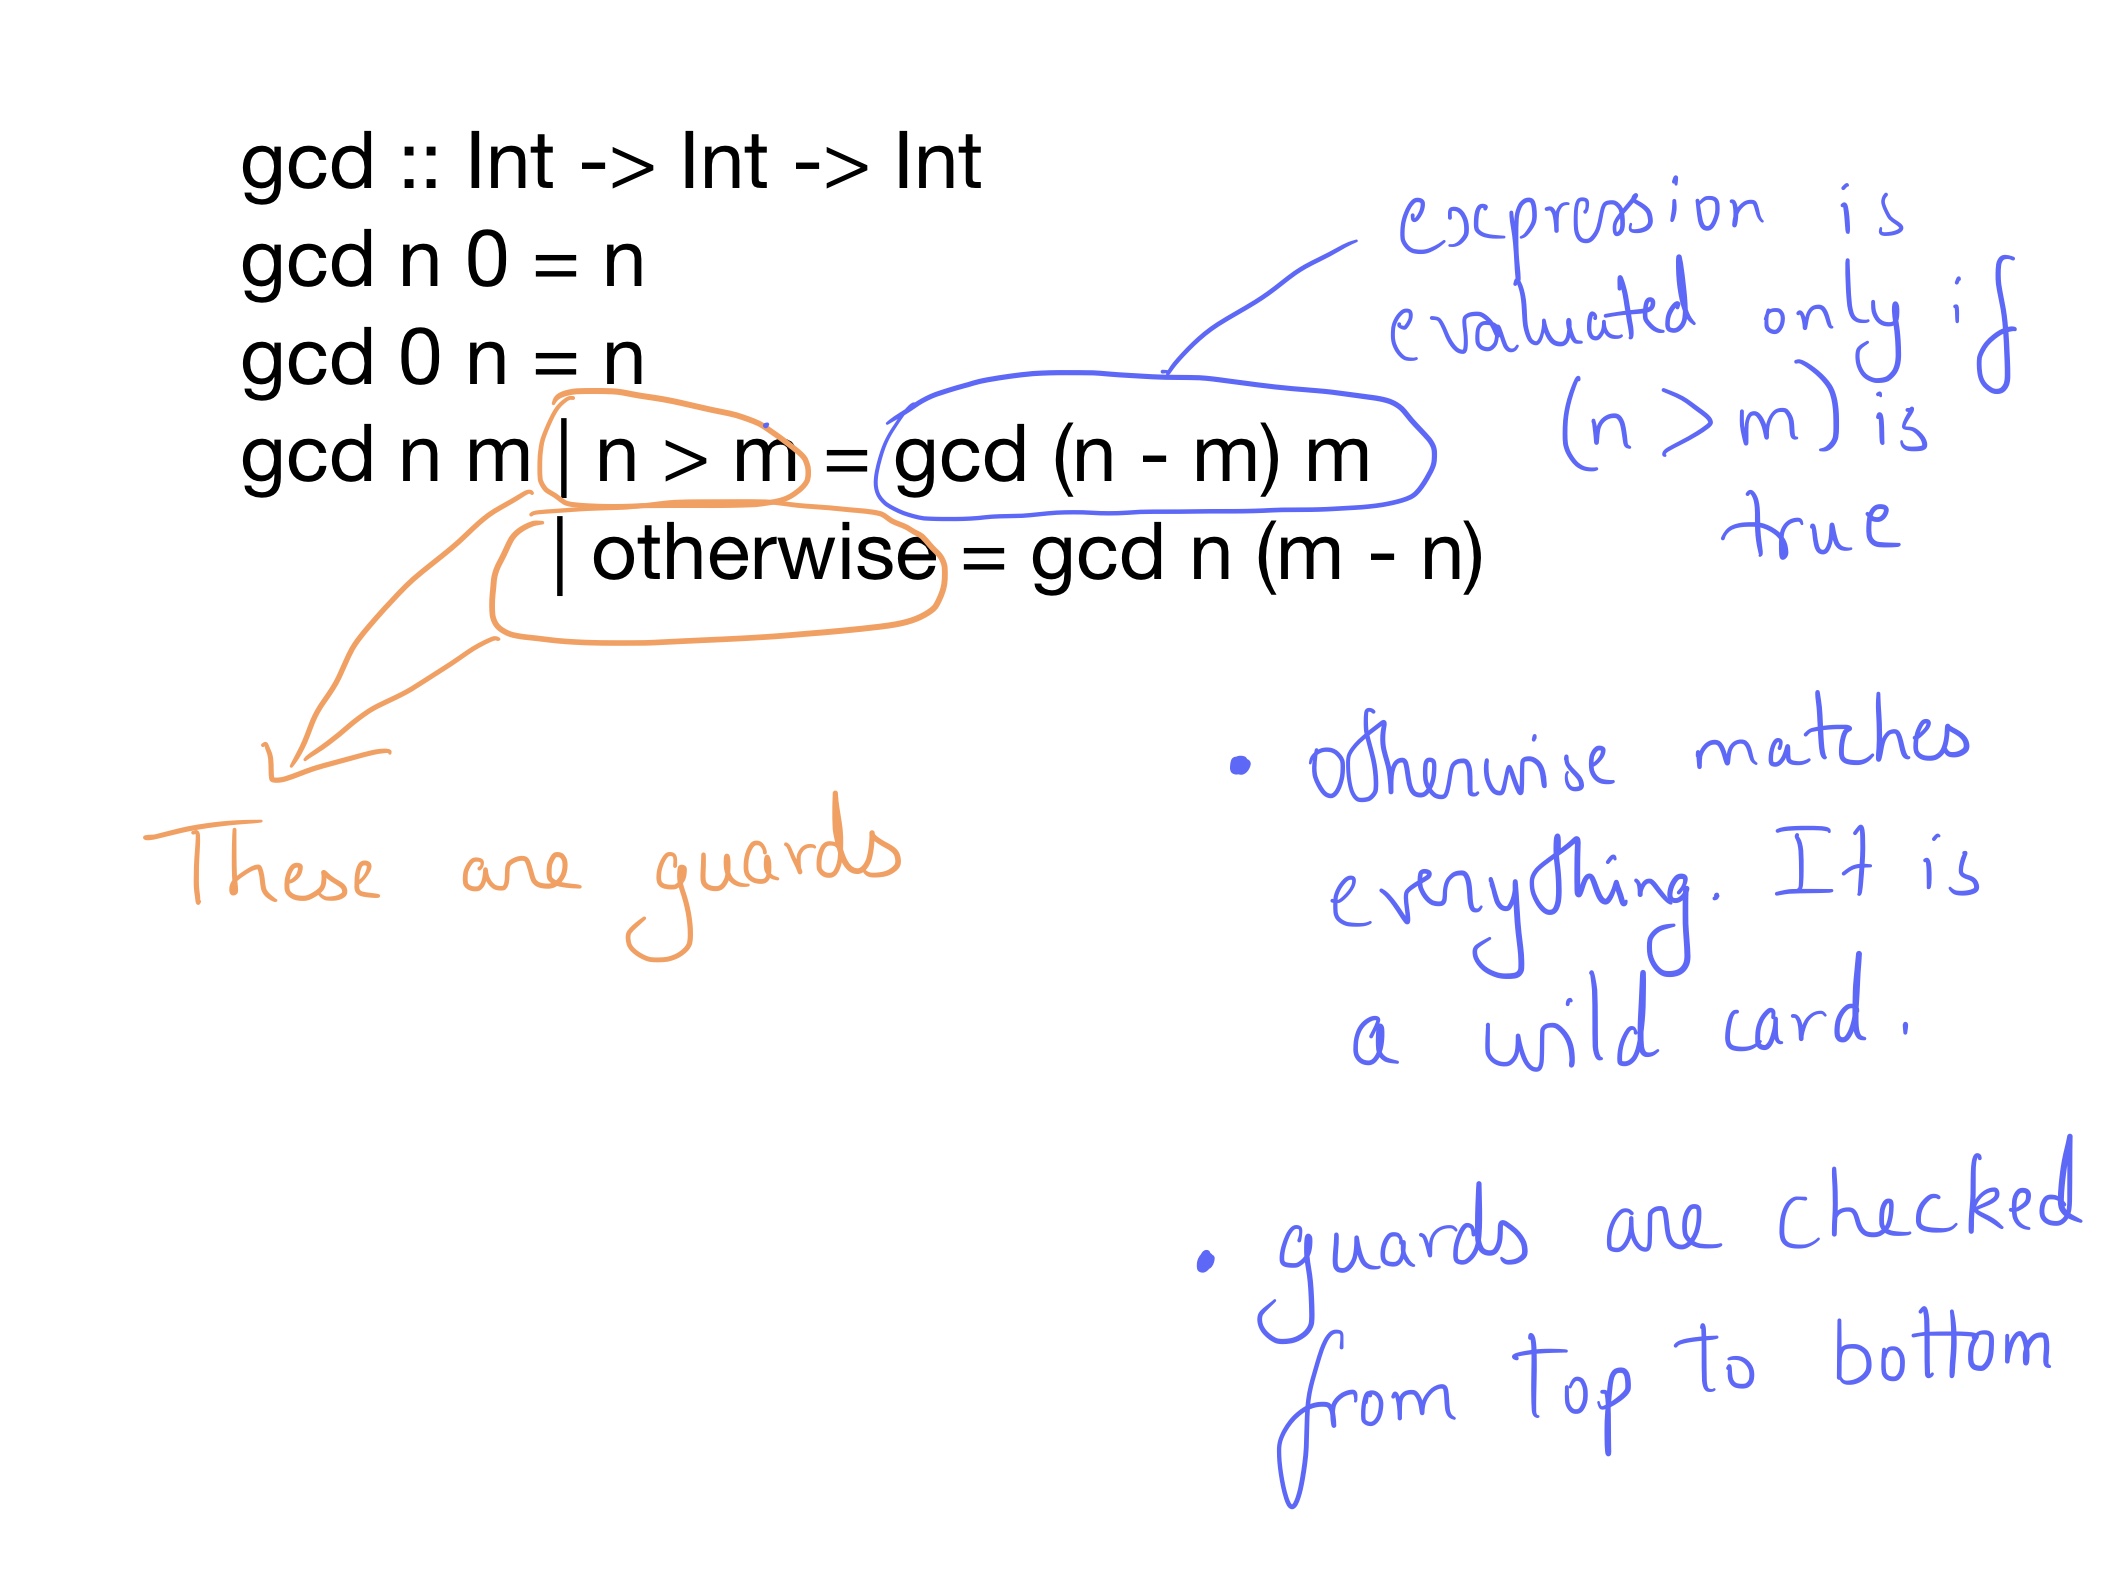 gcd :: Int -> Int -> Int
gcd n 0 = n
gcd 0 n = n
gcd n m | n > m = gcd (n - m) m
| otherwise = gcd n (m - n)
expression is
evaluated only if
(n > m) is
true
These are guards
• otherwise matches
everything. It is
a wild card.
• guards are checked
from top to bottom